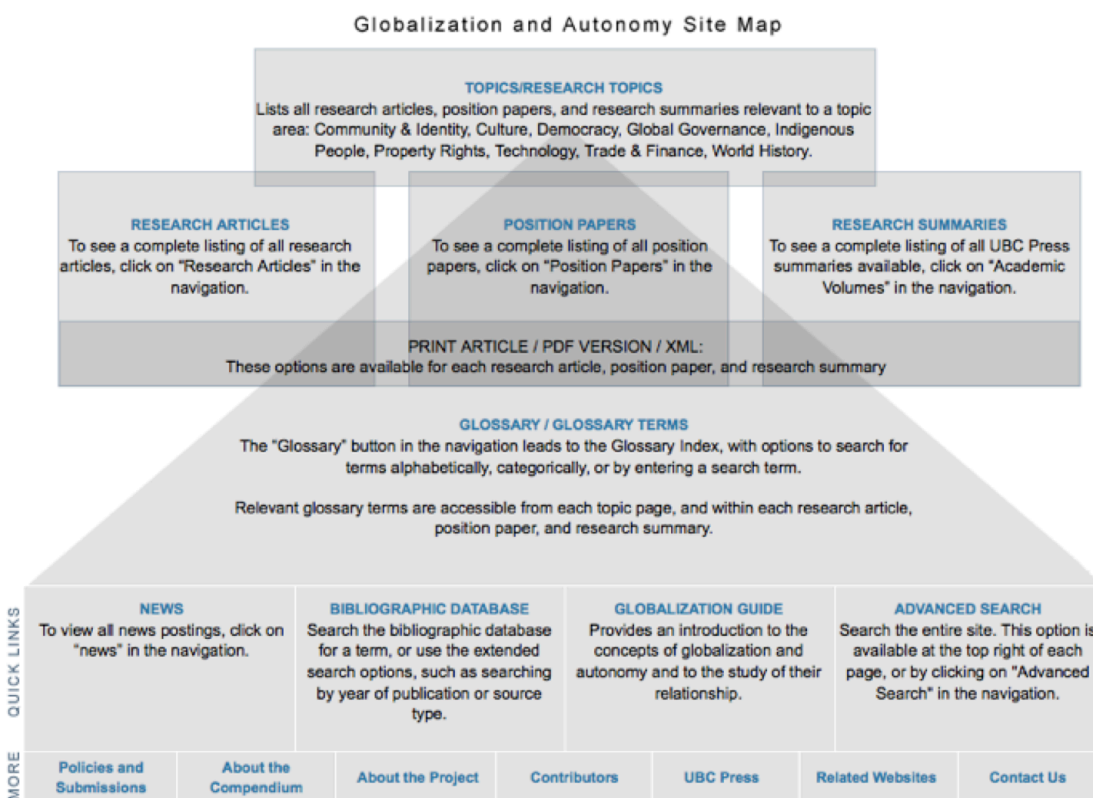 Globalization and Autonomy Site Map
TOPICS/RESEARCH TOPICS
Lists all research articles, position papers, and research summaries relevant to a topic
area: Community & Identity, Culture, Democracy, Global Governance, Indigenous
People, Property Rights, Technology, Trade & Finance, World History.
RESEARCH ARTICLES
To see a complete listing of all research
articles, click on "Research Articles" in the
navigation.
POSITION PAPERS
To see a complete listing of all position
papers, click on "Position Papers" in the
navigation.
RESEARCH SUMMARIES
To see a complete listing of all UBC Press
summaries available, click on "Academic
Volumes" in the navigation.
PRINT ARTICLE / PDF VERSION / XML:
These options are available for each research article, position paper, and research summary
GLOSSARY / GLOSSARY TERMS
The "Glossary" button in the navigation leads to the Glossary Index, with options to search for
terms alphabetically, categorically, or by entering a search term.
Relevant glossary terms are accessible from each topic page, and within each research article,
position paper, and research summary.
QUICK LINKS
NEWS
To view all news postings, click on
"news" in the navigation.
BIBLIOGRAPHIC DATABASE
Search the bibliographic database
for a term, or use the extended
search options, such as searching
by year of publication or source
type.
GLOBALIZATION GUIDE
Provides an introduction to the
concepts of globalization and
autonomy and to the study of their
relationship.
ADVANCED SEARCH
Search the entire site. This option is
available at the top right of each
page, or by clicking on "Advanced
Search" in the navigation.
MORE
Policies and
Submissions
About the
Compendium
About the Project
Contributors
UBC Press
Related Websites
Contact Us